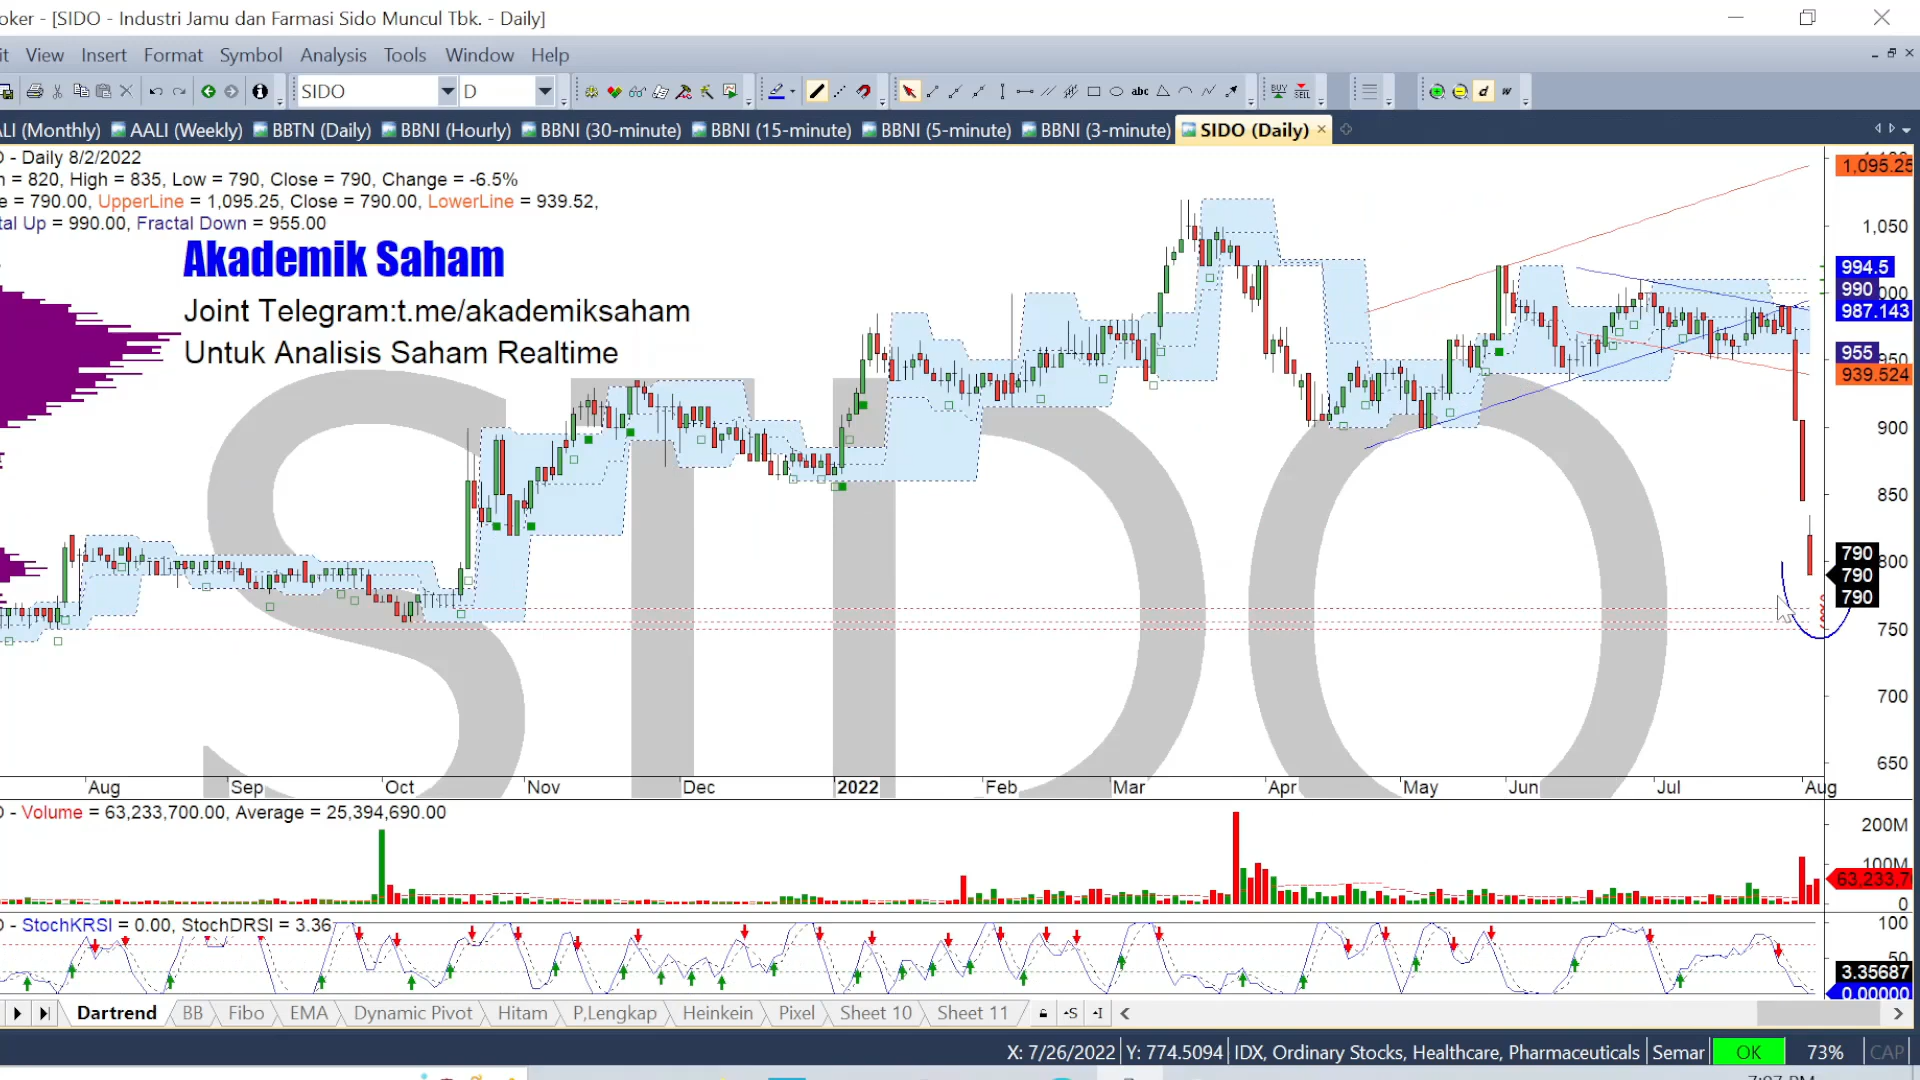 oker - [SIDO - Industri Jamu dan Farmasi Sido Muncul Tbk. - Daily]
it View Insert Format Symbol Analysis Tools Window Help
SIDO D abc BUY SELL d w
ALI (Monthly) AALI (Weekly) BBTN (Daily) BBNI (Hourly) BBNI (30-minute) BBNI (15-minute) BBNI (5-minute) BBNI (3-minute) SIDO (Daily)
O - Daily 8/2/2022
n = 820, High = 835, Low = 790, Close = 790, Change = -6.5%
e = 790.00, UpperLine = 1,095.25, Close = 790.00, LowerLine = 939.52,
tal Up = 990.00, Fractal Down = 955.00
Akademik Saham
Joint Telegram:t.me/akademiksaham
Untuk Analisis Saham Realtime
SIDO
1,095.25
1,050
994.5
990
987.143
955
950
939.524
900
850
790
800
790
790
750
700
650
Aug Sep Oct Nov Dec 2022 Feb Mar Apr May Jun Jul Aug
O - Volume = 63,233,700.00, Average = 25,394,690.00
200M
100M
63,233,7
0
O - StochKRSI = 0.00, StochDRSI = 3.36
100
3.35687
0.00000
Dartrend BB Fibo EMA Dynamic Pivot Hitam P,Lengkap Heinkein Pixel Sheet 10 Sheet 11 -S -I
X: 7/26/2022 Y: 774.5094 IDX, Ordinary Stocks, Healthcare, Pharmaceuticals Semar OK 73% CAP